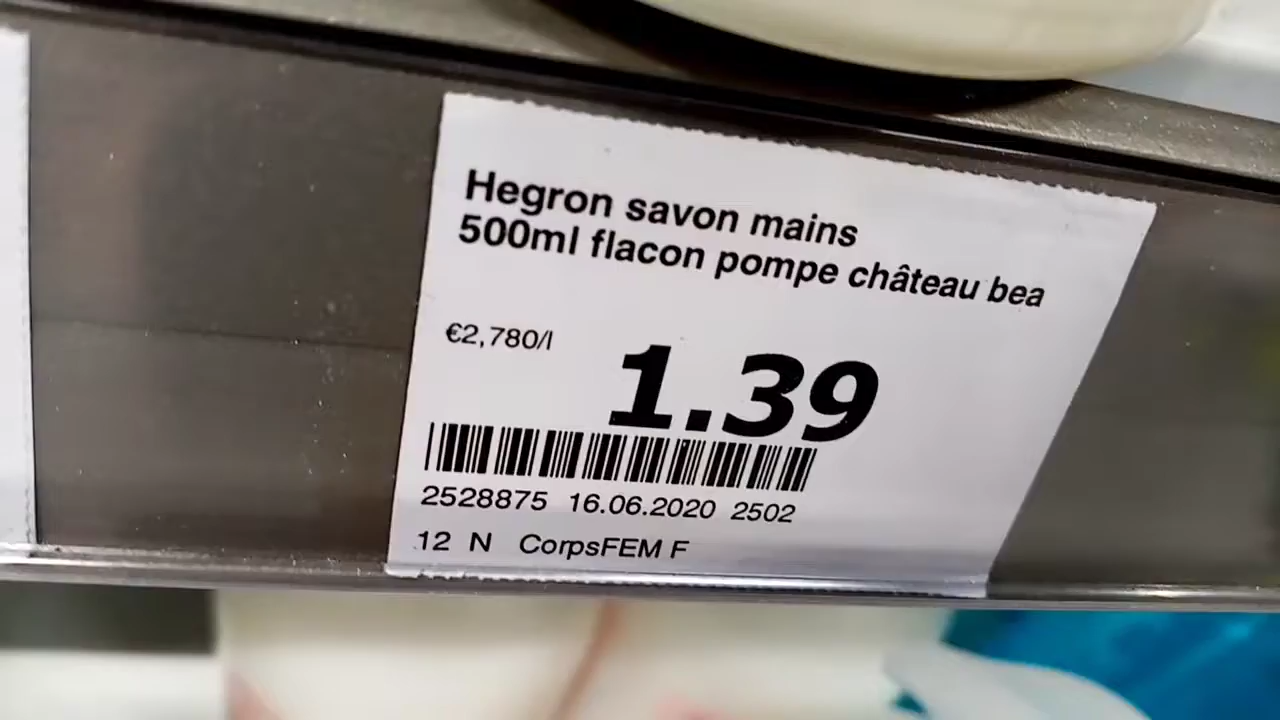 Hegron savon mains
500ml flacon pompe château bea
€2,780/l
1.39
2528875 16.06.2020 2502
12 N CorpsFEM F